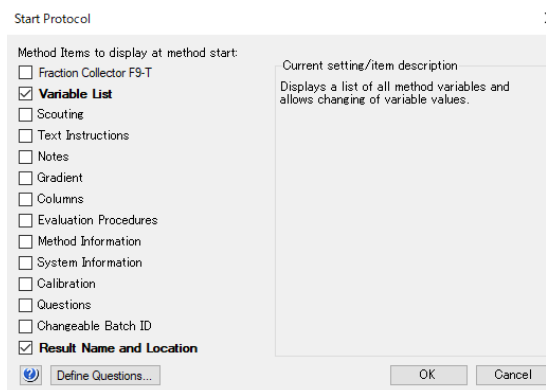 Start Protocol
Method Items to display at method start:
Fraction Collector F9-T
Variable List
Scouting
Text Instructions
Notes
Gradient
Columns
Evaluation Procedures
Method Information
System Information
Calibration
Questions
Changeable Batch ID
Result Name and Location
Current setting/item description
Displays a list of all method variables and
allows changing of variable values.
Define Questions...
OK
Cancel